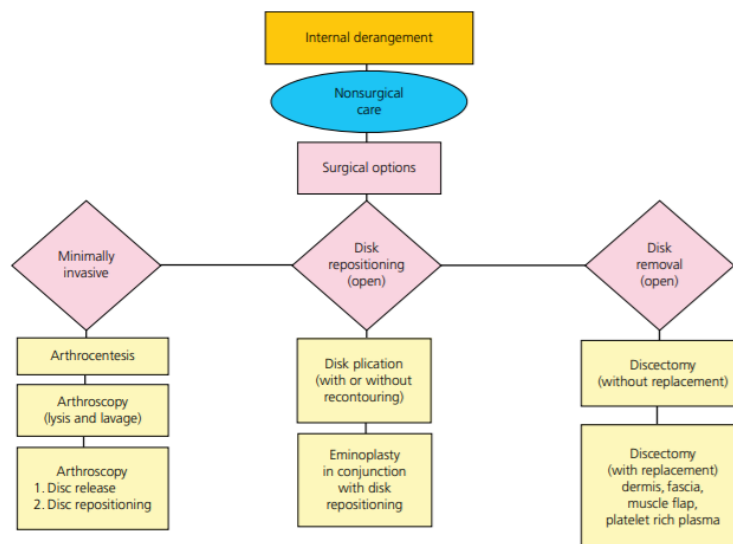 Internal derangement
Nonsurgical
care
Surgical options
Minimally
invasive
Disk
repositioning
(open)
Disk
removal
(open)
Arthrocentesis
Arthroscopy
(lysis and lavage)
Arthroscopy
1. Disc release
2. Disc repositioning
Disk plication
(with or without
recontouring)
Eminoplasty
in conjunction
with disk
repositioning
Discectomy
(without replacement)
Discectomy
(with replacement)
dermis, fascia,
muscle flap,
platelet rich plasma